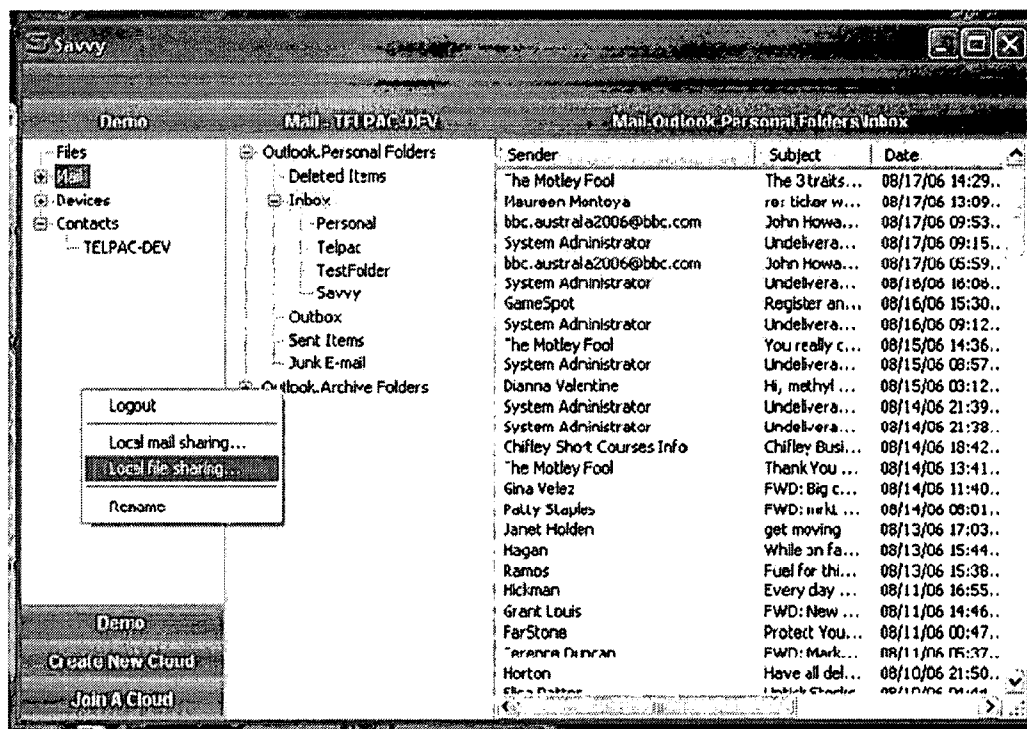 Savvy
Demo
Mail - TELPAC-DEV
Mail-Outlook.Personal Folders\Inbox
Files
Mail
Devices
Contacts
TELPAC-DEV
Outlook.Personal Folders
Deleted Items
Inbox
Personal
Telpac
TestFolder
Savvy
Outbox
Sent Items
Junk E-mail
Outlook.Archive Folders
Logout
Local mail sharing...
Local file sharing...
Rename
Demo
Create New Cloud
Join A Cloud
Sender Subject Date
The Motley Fool The 3 traits... 08/17/06 14:29..
Maureen Montoya re: ticker w... 08/17/06 13:09..
bbc.australa2006@bbc.com John Howa... 08/17/06 09:53..
System Administrator Undelivera... 08/17/06 09:15..
bbc.australa2006@bbc.com John Howa... 08/17/06 05:59..
System Administrator Undelivera... 08/16/06 16:06..
GameSpot Register an... 08/16/06 15:30..
System Administrator Undelivera... 08/16/06 09:12..
The Motley Fool You really c... 08/15/06 14:36..
System Administrator Undelivera... 08/15/06 08:57..
Dianna Valentine Hi, methyl ... 08/15/06 03:12..
System Administrator Undelivera... 08/14/06 21:39..
System Administrator Undelivera... 08/14/06 21:38..
Chifley Short Courses Info Chifley Busi... 08/14/06 18:42..
The Motley Fool Thank You ... 08/14/06 13:41..
Gina Velez FWD: Big c... 08/14/06 11:40..
Patty Staples FWD: mrkt ... 08/14/06 08:01..
Janet Holden get moving 08/13/06 17:03..
Hagan While on fa... 08/13/06 15:44..
Ramos Fuel for thi... 08/13/06 15:38..
Hickman Every day ... 08/11/06 16:55..
Grant Louis FWD: New ... 08/11/06 14:46..
FarStone Protect You... 08/11/06 00:47..
Terence Duncan FWD: Mark... 08/11/06 05:37..
Horton Have all del... 08/10/06 21:50..